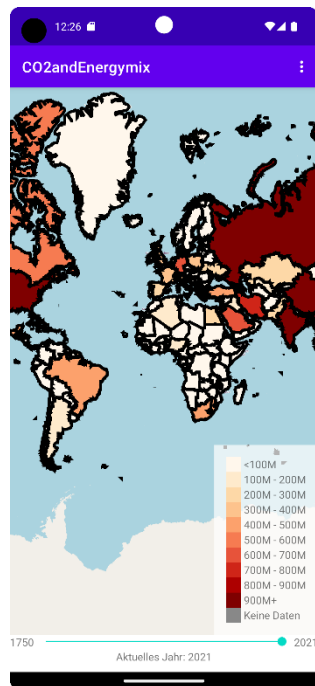 12:26
CO2andEnergymix
<100M
100M - 200M
200M - 300M
300M - 400M
400M - 500M
500M - 600M
600M - 700M
700M - 800M
800M - 900M
900M+
Keine Daten
1750 2021
Aktuelles Jahr: 2021